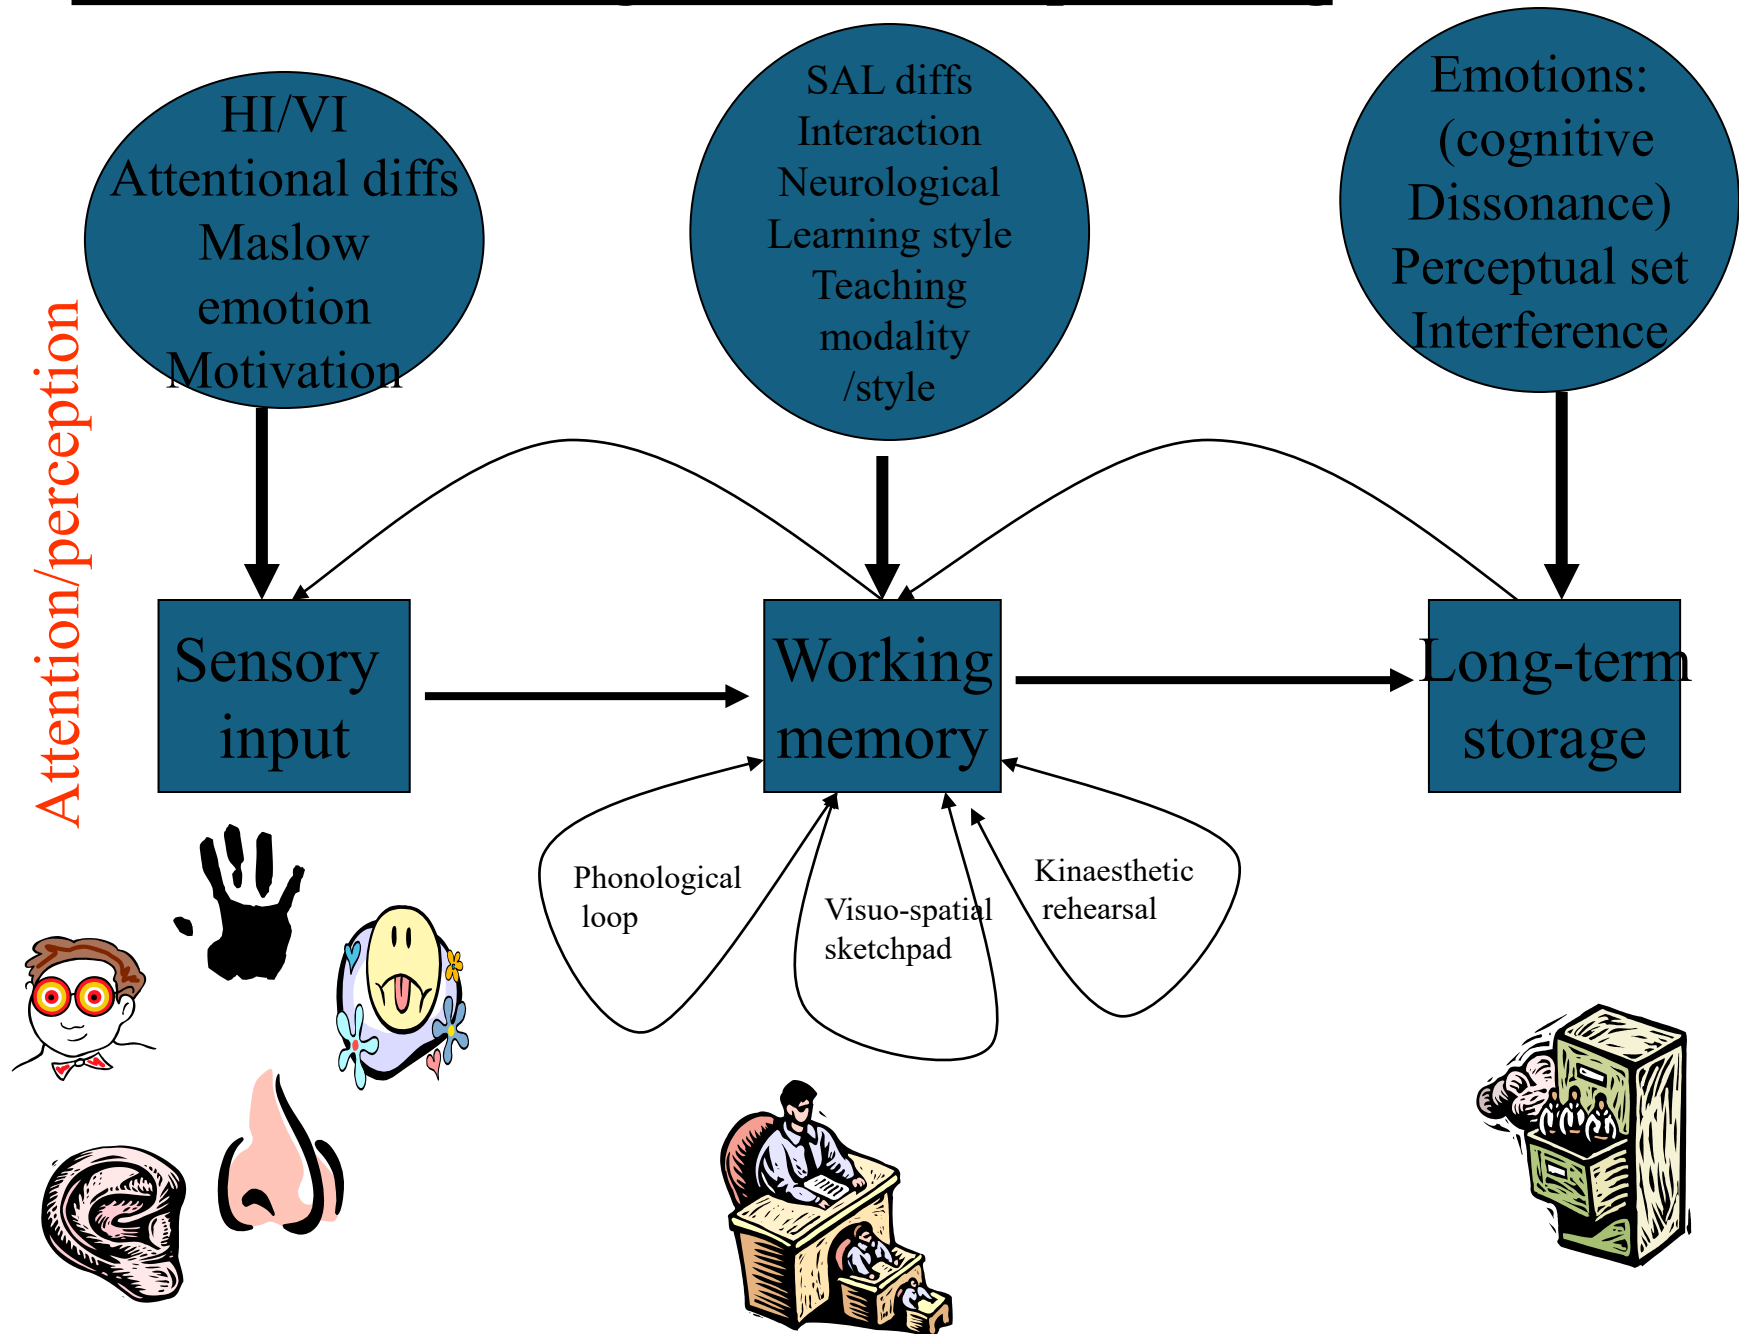 HI/VI
Attentional diffs
Maslow
emotion
Motivation
SAL diffs
Interaction
Neurological
Learning style
Teaching
modality
/style
Emotions:
(cognitive
Dissonance)
Perceptual set
Interference
Attention/perception
Sensory
input
Working
memory
Long-term
storage
Phonological
loop
Visuo-spatial
sketchpad
Kinaesthetic
rehearsal